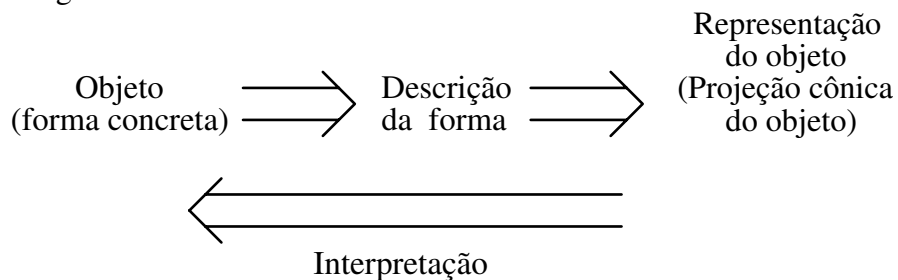 Representação
do objeto
(Projeção cônica
do objeto)
Objeto
(forma concreta)
Descrição
da forma
Interpretação